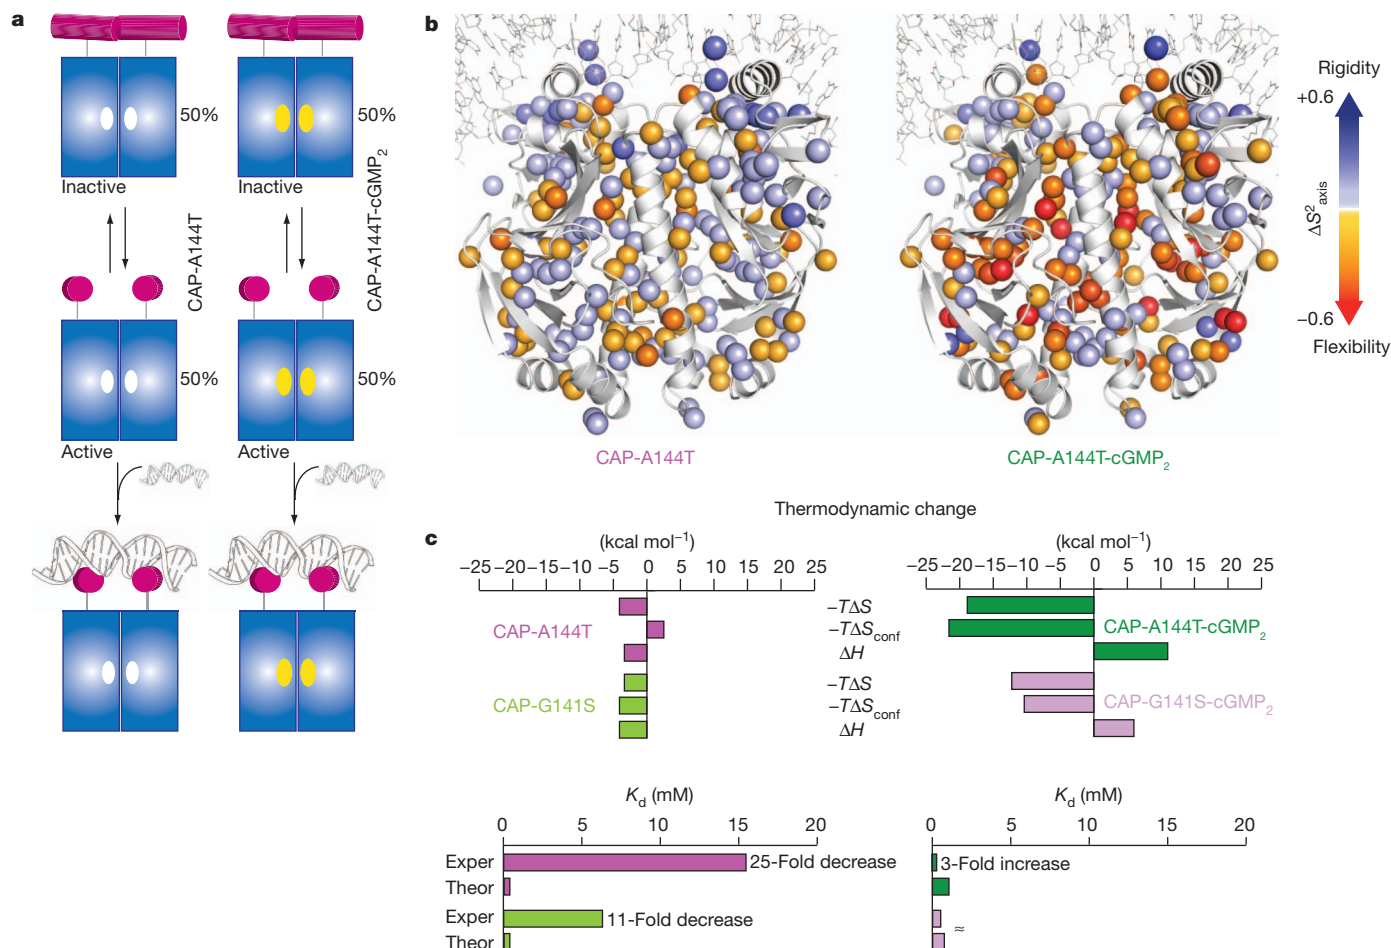 a
50%
50%
Inactive
Inactive
CAP-A144T
CAP-A144T-cGMP2
50%
50%
Active
Active
b
CAP-A144T
CAP-A144T-cGMP2
Rigidity
+0.6
ΔS2axis
−0.6
Flexibility
Thermodynamic change
c
(kcal mol−1)
−25 −20 −15 −10 −5 0 5 10 15 20 25
CAP-A144T
CAP-G141S
−TΔS
−TΔSconf
ΔH
−TΔS
−TΔSconf
ΔH
(kcal mol−1)
−25 −20 −15 −10 −5 0 5 10 15 20 25
CAP-A144T-cGMP2
CAP-G141S-cGMP2
Kd (mM)
0 5 10 15 20
Exper
25-Fold decrease
Theor
Exper
11-Fold decrease
Theor
Kd (mM)
0 5 10 15 20
3-Fold increase
≈